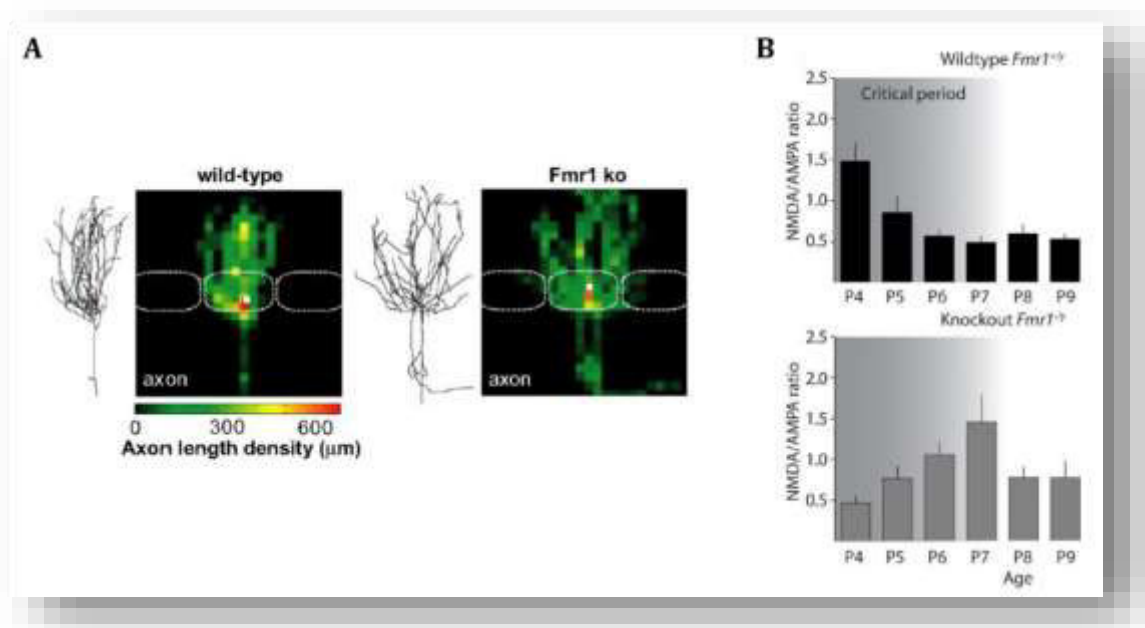 A
wild-type
Fmr1 ko
axon
axon
0 300 600
Axon length density (μm)
B
Wildtype Fmr1⁺/ʸ
Critical period
NMDA/AMPA ratio
2.5
2.0
1.5
1.0
0.5
P4 P5 P6 P7 P8 P9
Knockout Fmr1⁻/ʸ
NMDA/AMPA ratio
2.5
2.0
1.5
1.0
0.5
P4 P5 P6 P7 P8 P9
Age